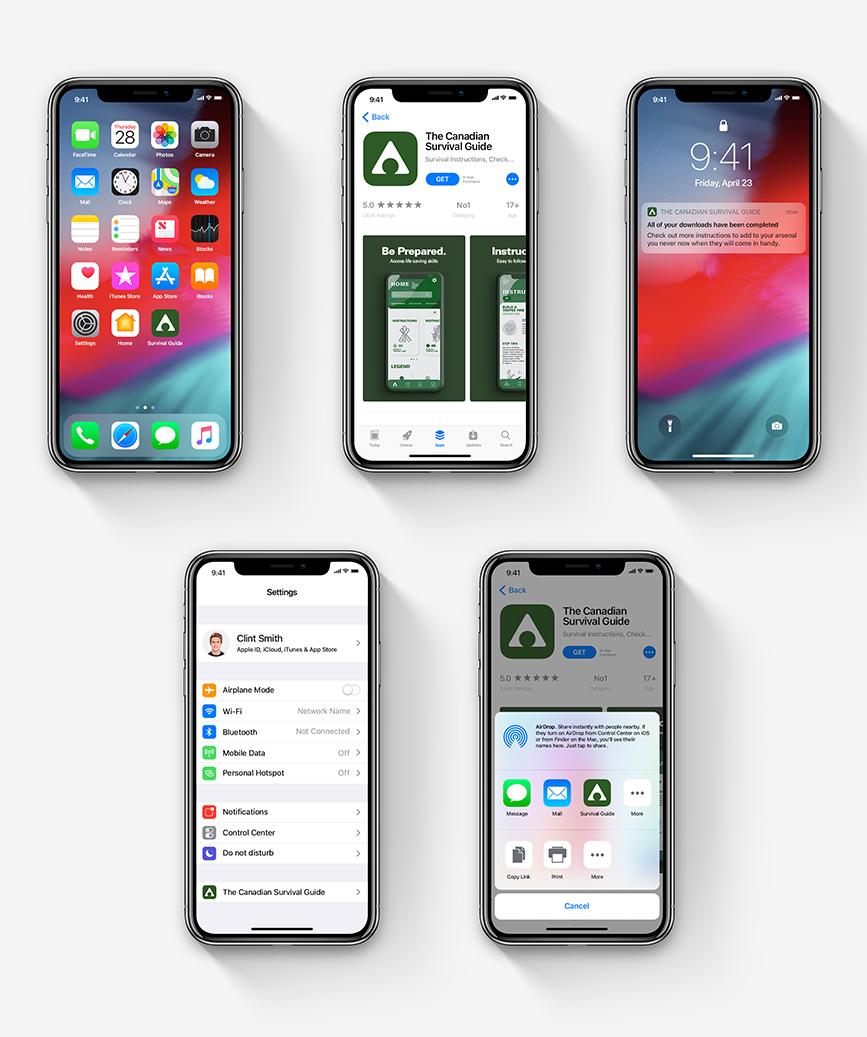 9:41
Thursday
28
FaceTime
Calendar
Photos
Camera
Mail
Clock
Maps
Weather
Notes
Reminders
News
Stocks
Health
iTunes Store
App Store
iBooks
Settings
Home
Survival Guide
9:41
Back
The Canadian
Survival Guide
Survival Instructions, Check...
GET
In-App
Purchases
5.0 ★★★★★
No1
17+
242K Ratings
Category
Age
Be Prepared.
Access life saving skills
HOME
INSTRUCTIONS
LEGEND
Instruc
Easy to follow
INSTRU
BUILD A
TEEPEE FIRE
STEP TWO
Today
Games
Apps
Updates
Search
9:41
9:41
Friday, April 23
THE CANADIAN SURVIVAL GUIDE
now
All of your downloads have been completed
Check out more instructions to add to your arsenal
you never now when they will come in handy.
9:41
Settings
Clint Smith
Apple ID, iCloud, iTunes & App Store
Airplane Mode
Wi-Fi
Network Name
Bluetooth
Not Connected
Mobile Data
Off
Personal Hotspot
Off
Notifications
Control Center
Do not disturb
The Canadian Survival Guide
9:41
Back
The Canadian
Survival Guide
Survival Instructions, Check...
GET
In-App
Purchases
5.0 ★★★★★
No1
17+
242K Ratings
Category
Age
AirDrop. Share instantly with people nearby. If
they turn on AirDrop from Control Center on iOS
or from Finder on the Mac, you'll see their
names here. Just tap to share.
Message
Mail
Survival Guide
More
Copy Link
Print
More
Cancel